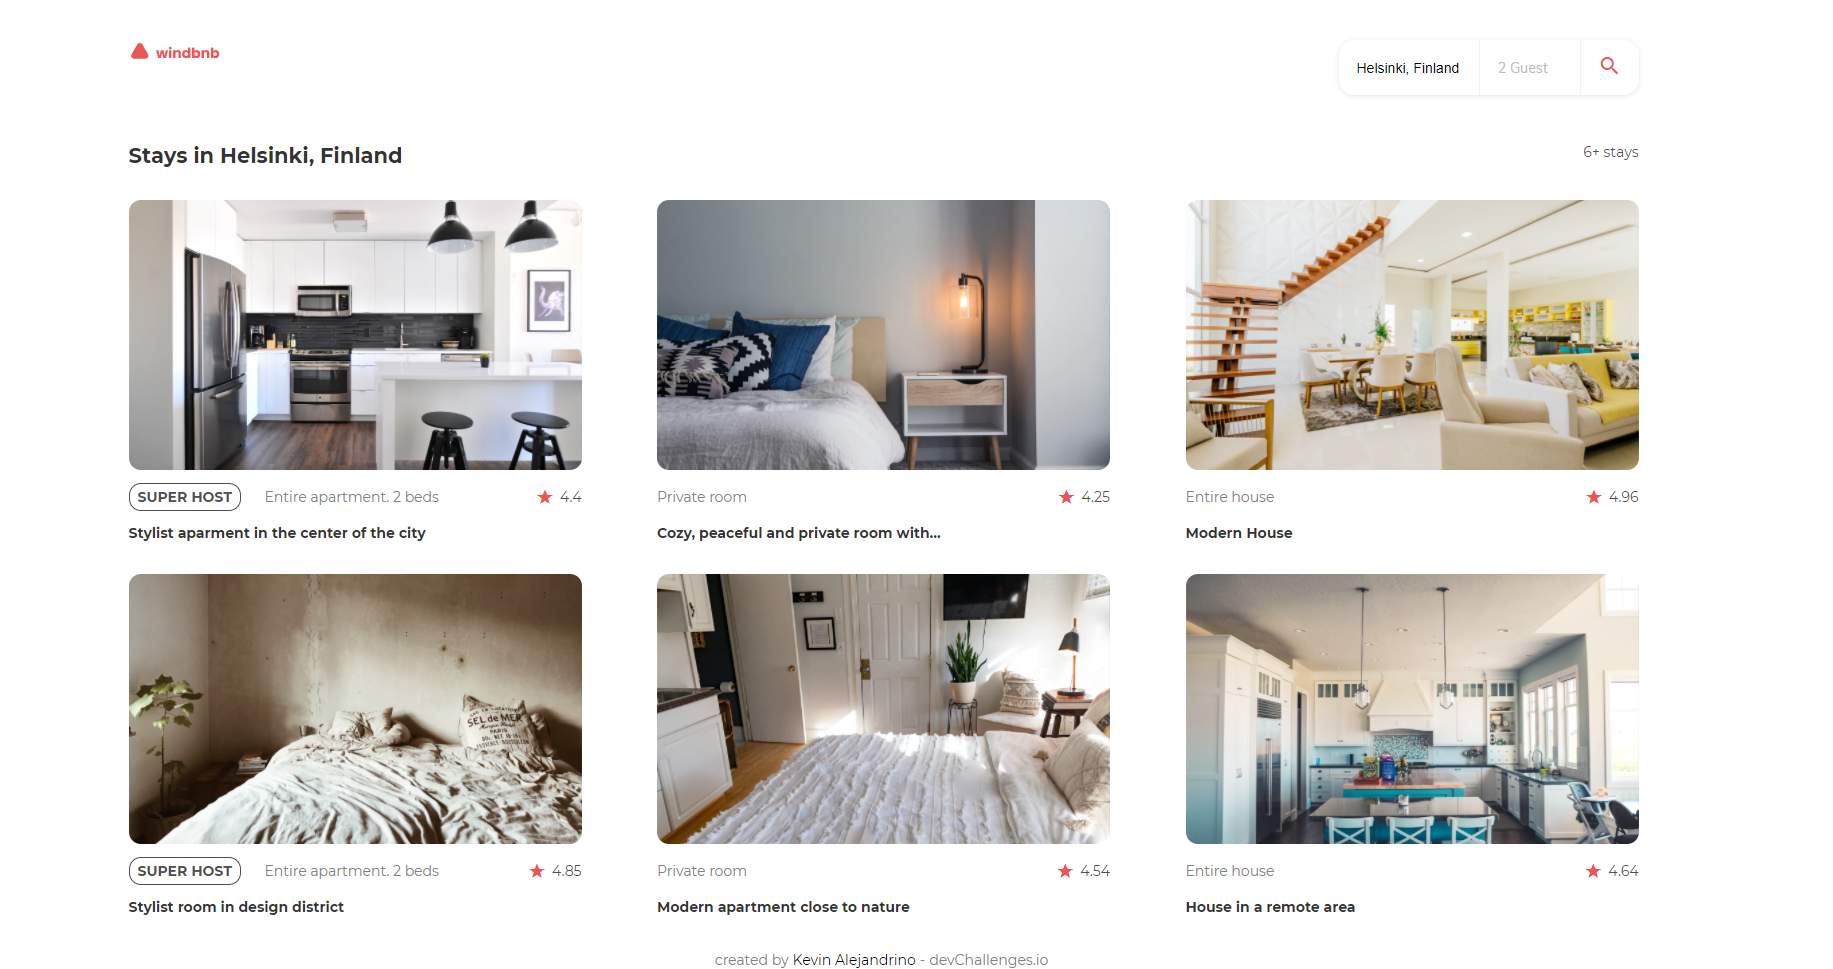 windbnb
Helsinki, Finland
2 Guest
Stays in Helsinki, Finland
6+ stays
SUPER HOST
Entire apartment. 2 beds
4.4
Stylist aparment in the center of the city
Private room
4.25
Cozy, peaceful and private room with...
Entire house
4.96
Modern House
SEL de MER
PARIS
SUPER HOST
Entire apartment. 2 beds
4.85
Stylist room in design district
Private room
4.54
Modern apartment close to nature
Entire house
4.64
House in a remote area
created by Kevin Alejandrino - devChallenges.io